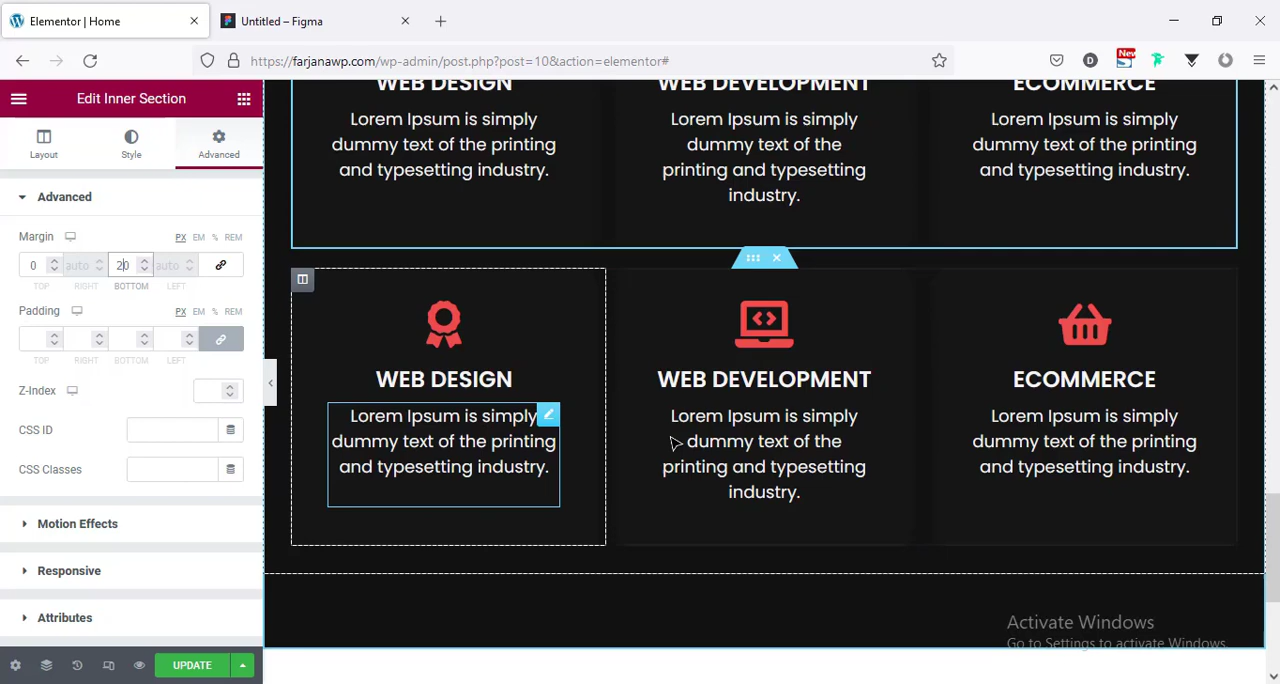 Elementor | Home
Untitled – Figma
https://farjanawp.com/wp-admin/post.php?post=10&action=elementor#
New
D
Edit Inner Section
Layout
Style
Advanced
Advanced
Margin
PX EM % REM
0 auto 20 auto
TOP RIGHT BOTTOM LEFT
Padding
PX EM % REM
TOP RIGHT BOTTOM LEFT
Z-Index
CSS ID
CSS Classes
Motion Effects
Responsive
Attributes
UPDATE
WEB DESIGN
Lorem Ipsum is simply
dummy text of the printing
and typesetting industry.
WEB DEVELOPMENT
Lorem Ipsum is simply
dummy text of the
printing and typesetting
industry.
ECOMMERCE
Lorem Ipsum is simply
dummy text of the printing
and typesetting industry.
WEB DESIGN
Lorem Ipsum is simply
dummy text of the printing
and typesetting industry.
WEB DEVELOPMENT
Lorem Ipsum is simply
dummy text of the
printing and typesetting
industry.
ECOMMERCE
Lorem Ipsum is simply
dummy text of the printing
and typesetting industry.
Activate Windows
Go to Settings to activate Windows.